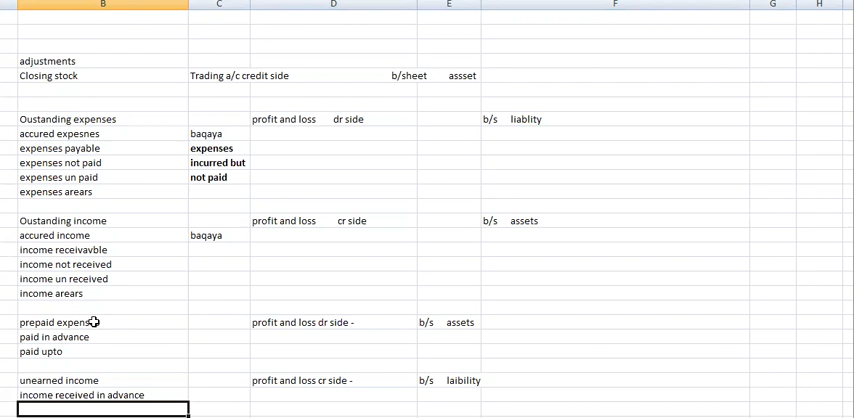 B C D E F G H
adjustments
Closing stock Trading a/c credit side b/sheet assset
Oustanding expenses profit and loss dr side b/s liablity
accured expesnes baqaya
expenses payable expenses
expenses not paid incurred but
expenses un paid not paid
expenses arears
Oustanding income profit and loss cr side b/s assets
accured income baqaya
income receivavble
income not received
income un received
income arears
prepaid expens profit and loss dr side - b/s assets
paid in advance
paid upto
unearned income profit and loss cr side - b/s laibility
income received in advance